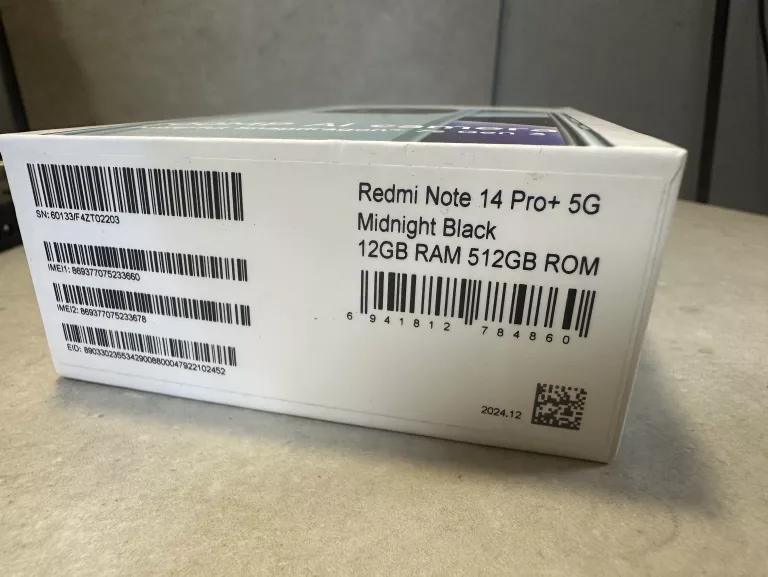 SN: 60133/F4ZT02203
IMEI1: 869377075233660
IMEI2: 869377075233678
EID: 89033023553429008800047922102452
Redmi Note 14 Pro+ 5G
Midnight Black
12GB RAM 512GB ROM
6 941812 784860
2024.12